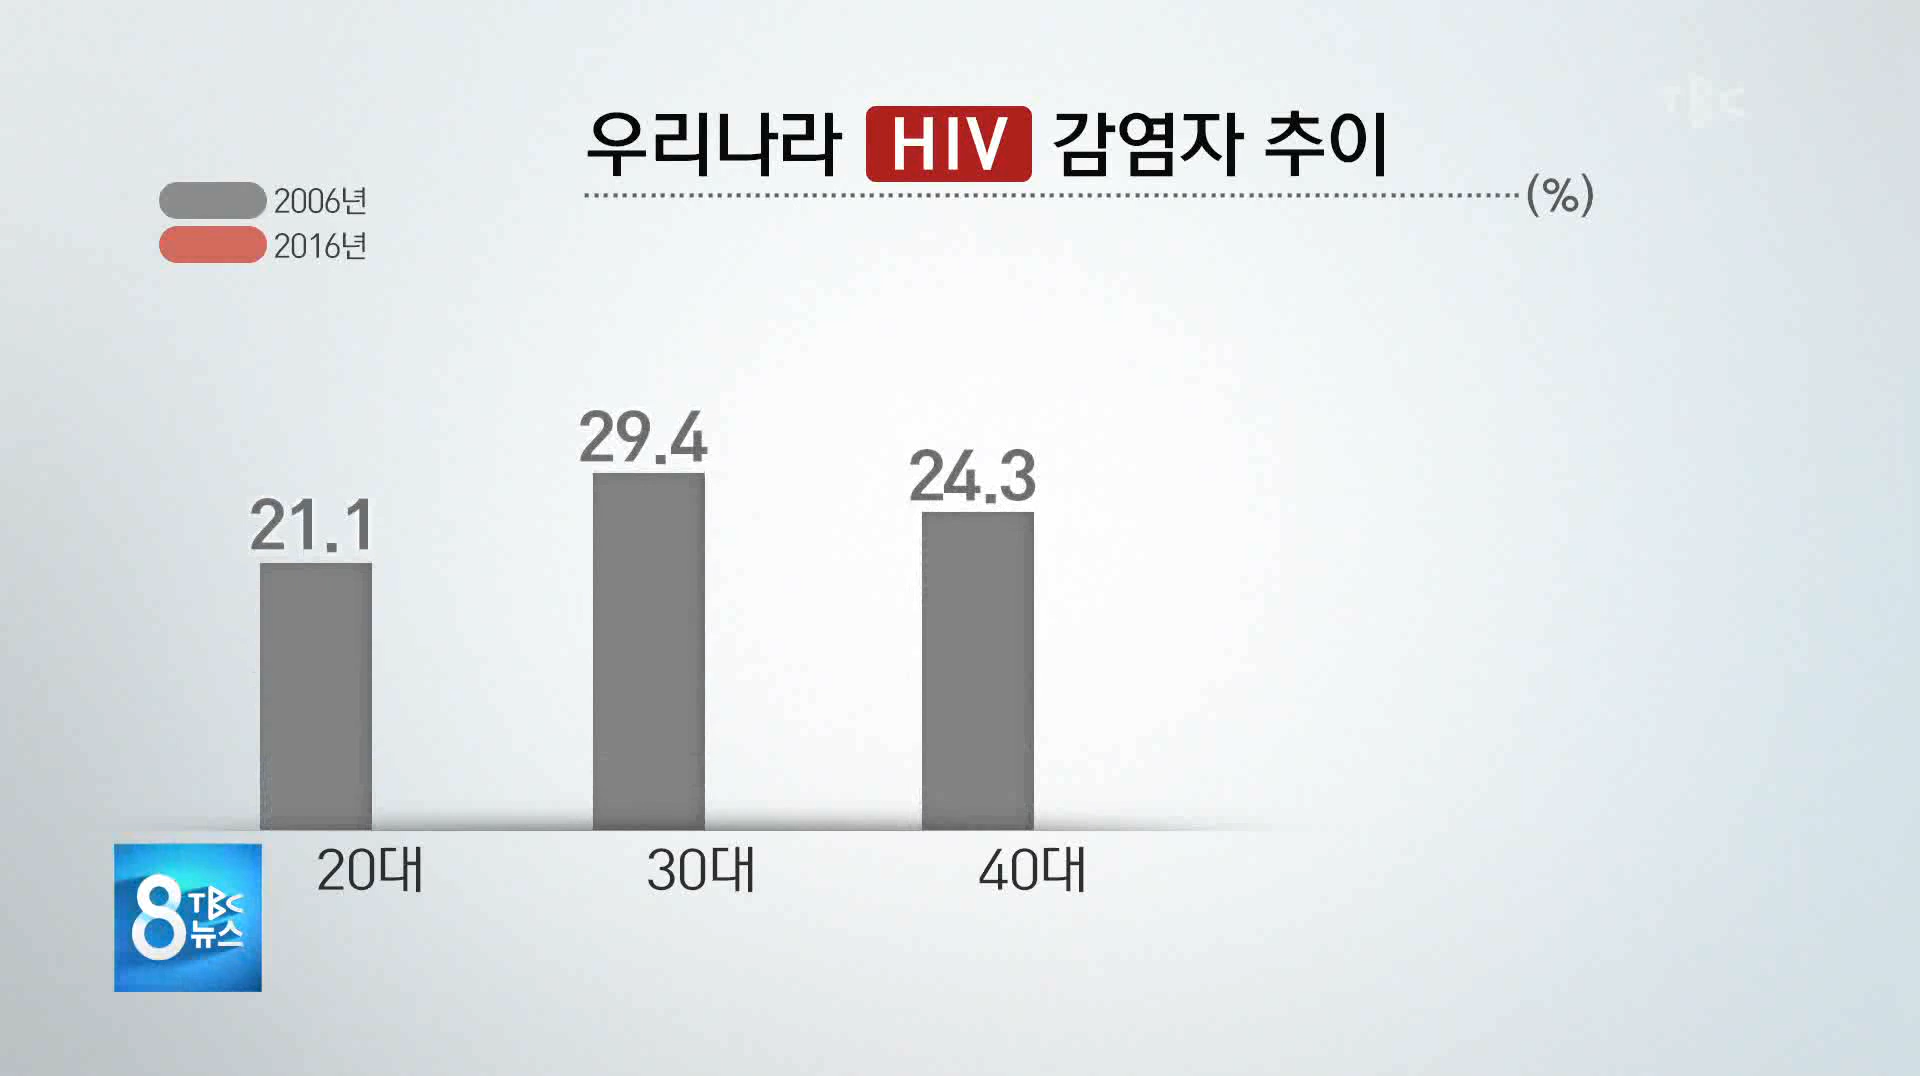 TBC
우리나라 HIV 감염자 추이
(%)
2006년
2016년
21.1
29.4
24.3
20대
30대
40대
8 TBC
뉴스